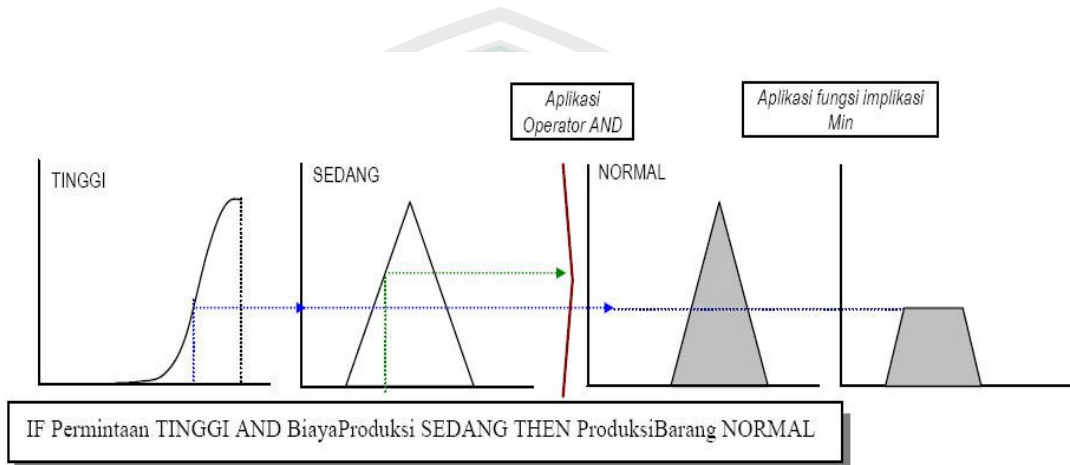 Aplikasi
Operator AND
Aplikasi fungsi implikasi
Min
TINGGI
SEDANG
NORMAL
IF Permintaan TINGGI AND BiayaProduksi SEDANG THEN ProduksiBarang NORMAL